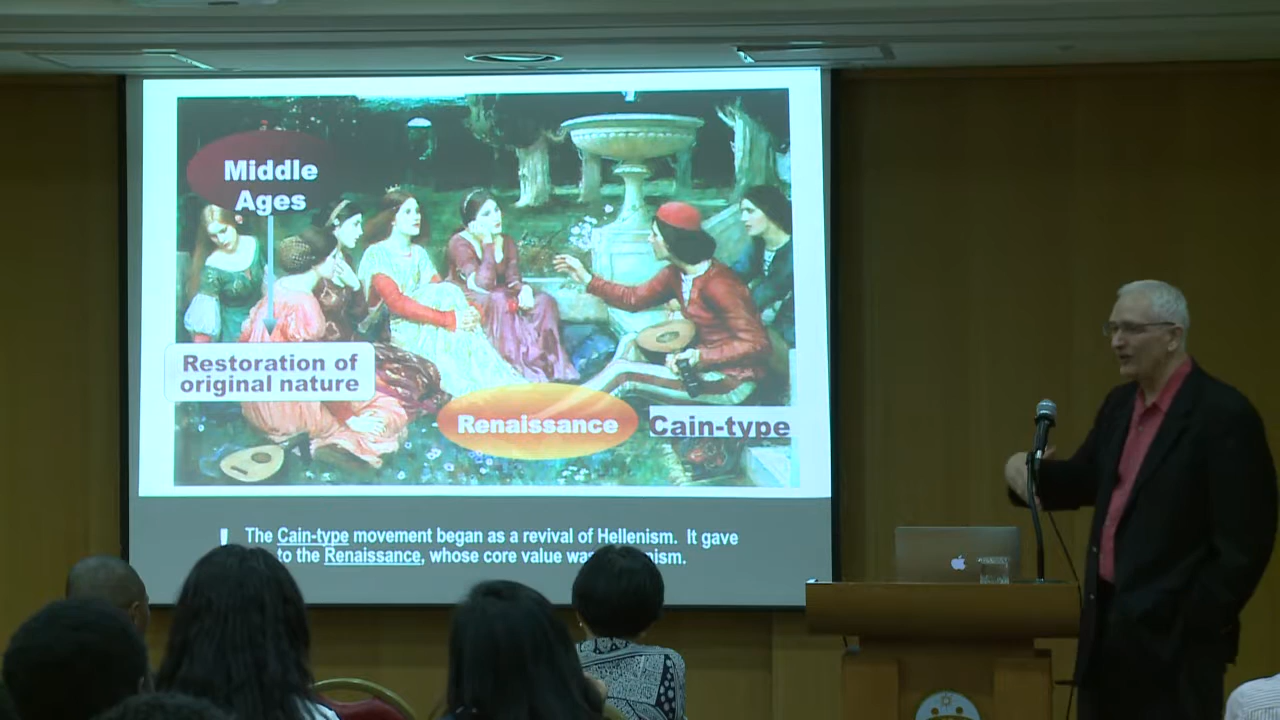 Middle
Ages
Restoration of
original nature
Renaissance
Cain-type
The Cain-type movement began as a revival of Hellenism. It gave
to the Renaissance, whose core value was